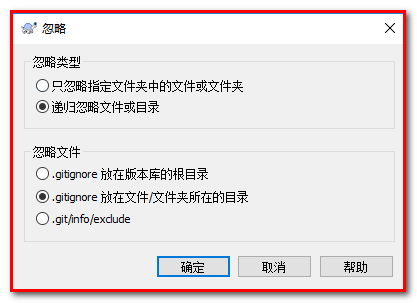 忽略
忽略类型
只忽略指定文件夹中的文件或文件夹
递归忽略文件或目录
忽略文件
.gitignore 放在版本库的根目录
.gitignore 放在文件/文件夹所在的目录
.git/info/exclude
确定 取消 帮助